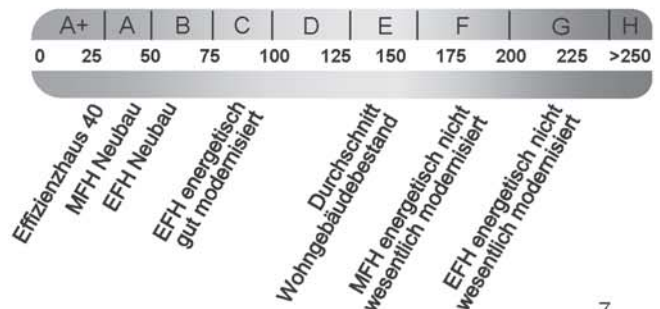 A+ A B C D E F G H
0 25 50 75 100 125 150 175 200 225 >250
Effizienzhaus 40
MFH Neubau
EFH Neubau
EFH energetisch
gut modernisiert
Durchschnitt
Wohngebäudebestand
MFH energetisch nicht
wesentlich modernisiert
EFH energetisch nicht
wesentlich modernisiert
7